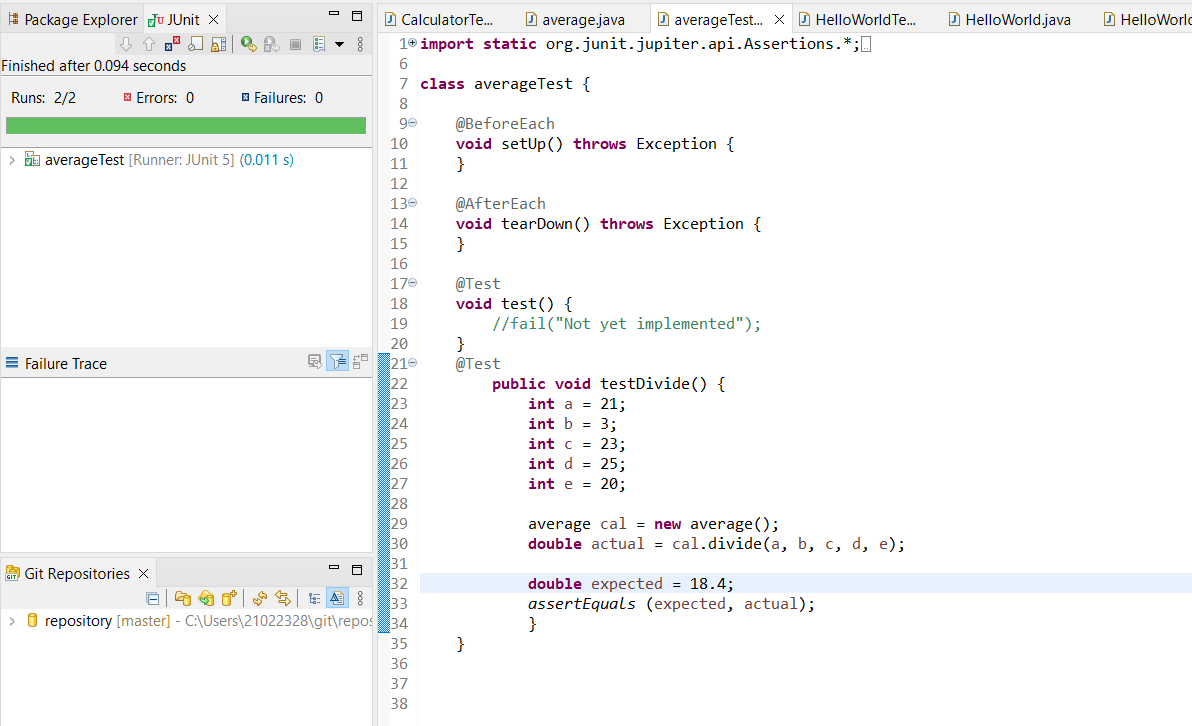 Package Explorer
JUnit
Finished after 0.094 seconds
Runs: 2/2 Errors: 0 Failures: 0
averageTest [Runner: JUnit 5] (0.011 s)
Failure Trace
Git Repositories
GIT
repository [master] - C:\Users\21022328\git\repos
CalculatorTe... average.java averageTest... HelloWorldTe... HelloWorld.java HelloWorld
1 import static org.junit.jupiter.api.Assertions.*;
6
7 class averageTest {
8
9 @BeforeEach
10 void setUp() throws Exception {
11 }
12
13 @AfterEach
14 void tearDown() throws Exception {
15 }
16
17 @Test
18 void test() {
19 //fail("Not yet implemented");
20 }
21 @Test
22 public void testDivide() {
23 int a = 21;
24 int b = 3;
25 int c = 23;
26 int d = 25;
27 int e = 20;
28
29 average cal = new average();
30 double actual = cal.divide(a, b, c, d, e);
31
32 double expected = 18.4;
33 assertEquals (expected, actual);
34 }
35 }
36
37
38